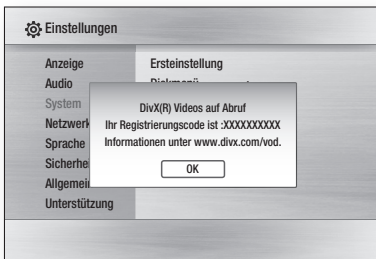 Einstellungen
Anzeige
Ersteinstellung
Audio
System
DivX(R) Videos auf Abruf
Ihr Registrierungscode ist :XXXXXXXXXX
Informationen unter www.divx.com/vod.
OK
Sprache
Unterstützung